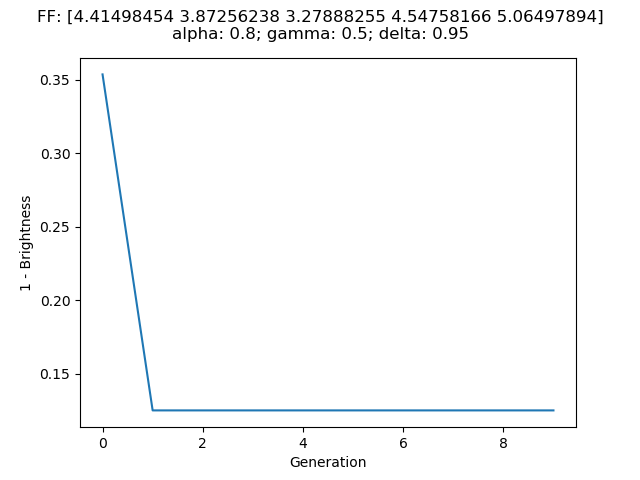 FF: [4.41498454 3.87256238 3.27888255 4.54758166 5.06497894]
alpha: 0.8; gamma: 0.5; delta: 0.95
0.35
0.30
0.25
0.20
0.15
1 - Brightness
0 2 4 6 8
Generation